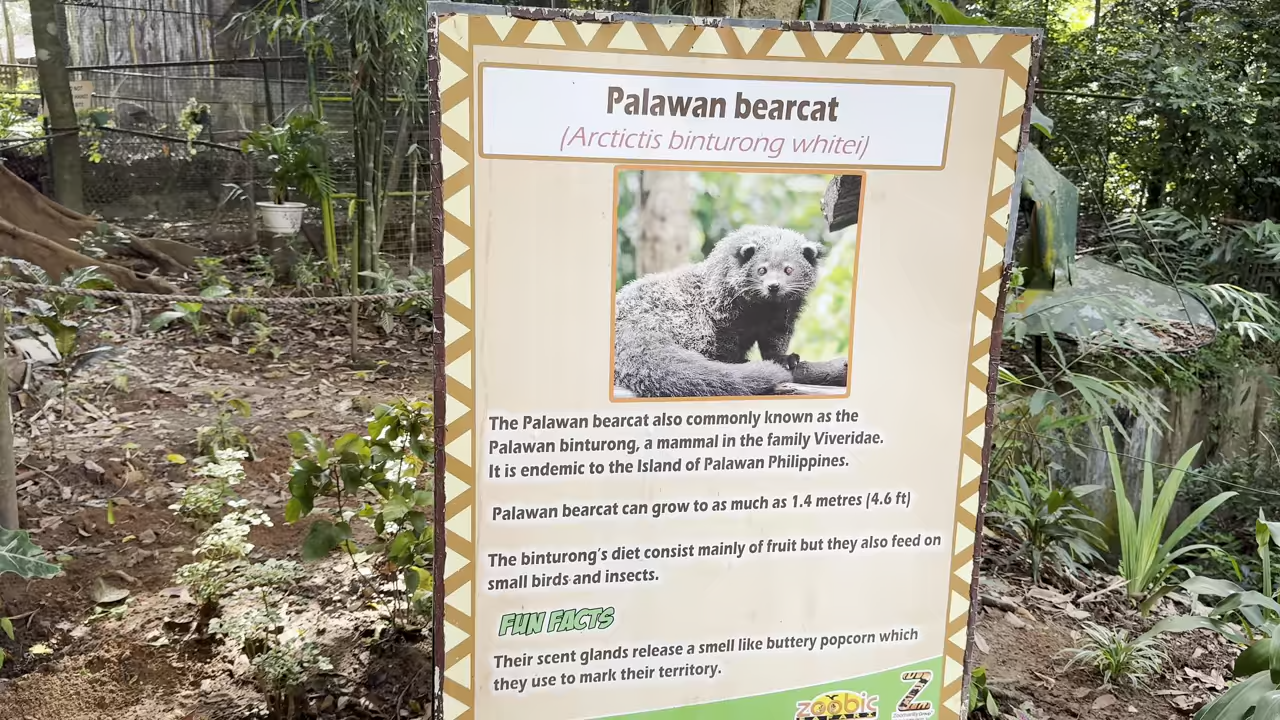 Palawan bearcat
(Arctictis binturong whitei)
The Palawan bearcat also commonly known as the
Palawan binturong, a mammal in the family Viveridae.
It is endemic to the Island of Palawan Philippines.
Palawan bearcat can grow to as much as 1.4 metres (4.6 ft)
The binturong's diet consist mainly of fruit but they also feed on
small birds and insects.
FUN FACTS
Their scent glands release a smell like buttery popcorn which
they use to mark their territory.
zoobic